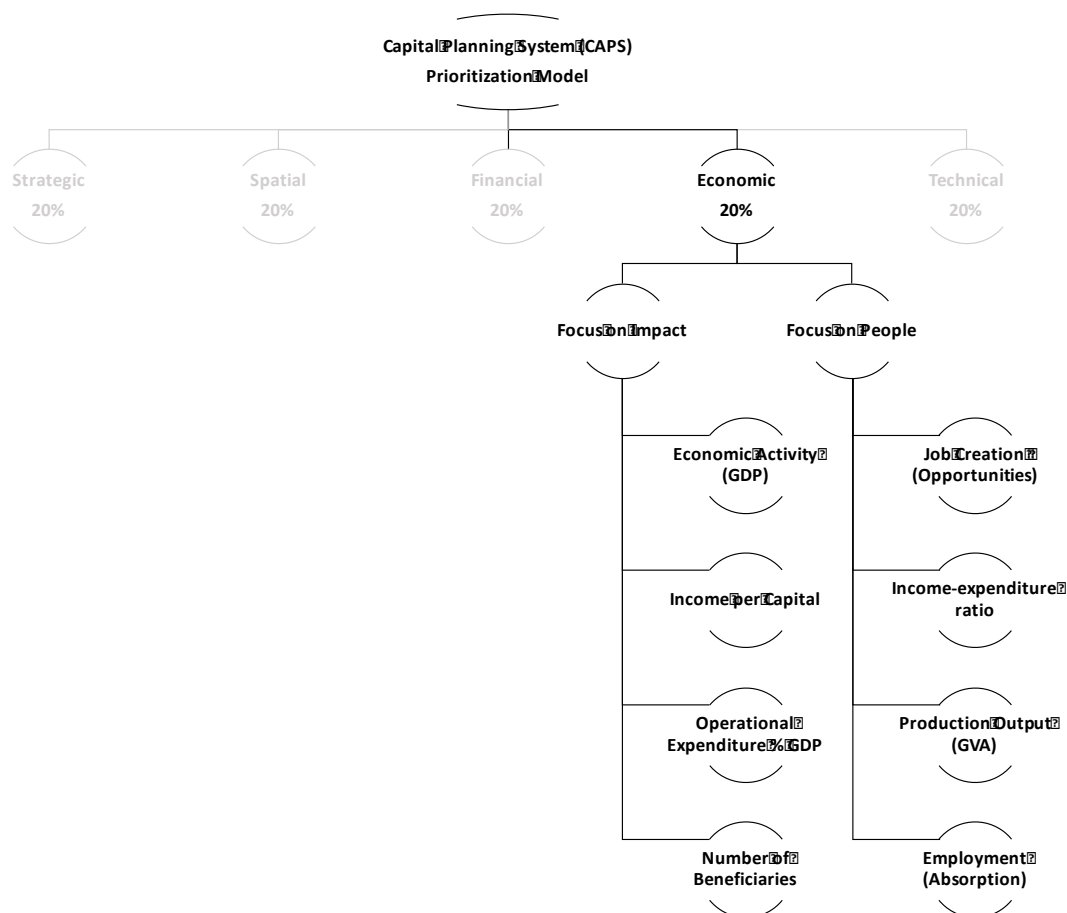 Capital Planning System (CAPS)
Prioritization Model
Strategic
20%
Spatial
20%
Financial
20%
Economic
20%
Technical
20%
Focus on Impact
Focus on People
Economic Activity
(GDP)
Job Creation
(Opportunities)
Income per Capital
Income-expenditure
ratio
Operational
Expenditure % GDP
Production Output
(GVA)
Number of
Beneficiaries
Employment
(Absorption)